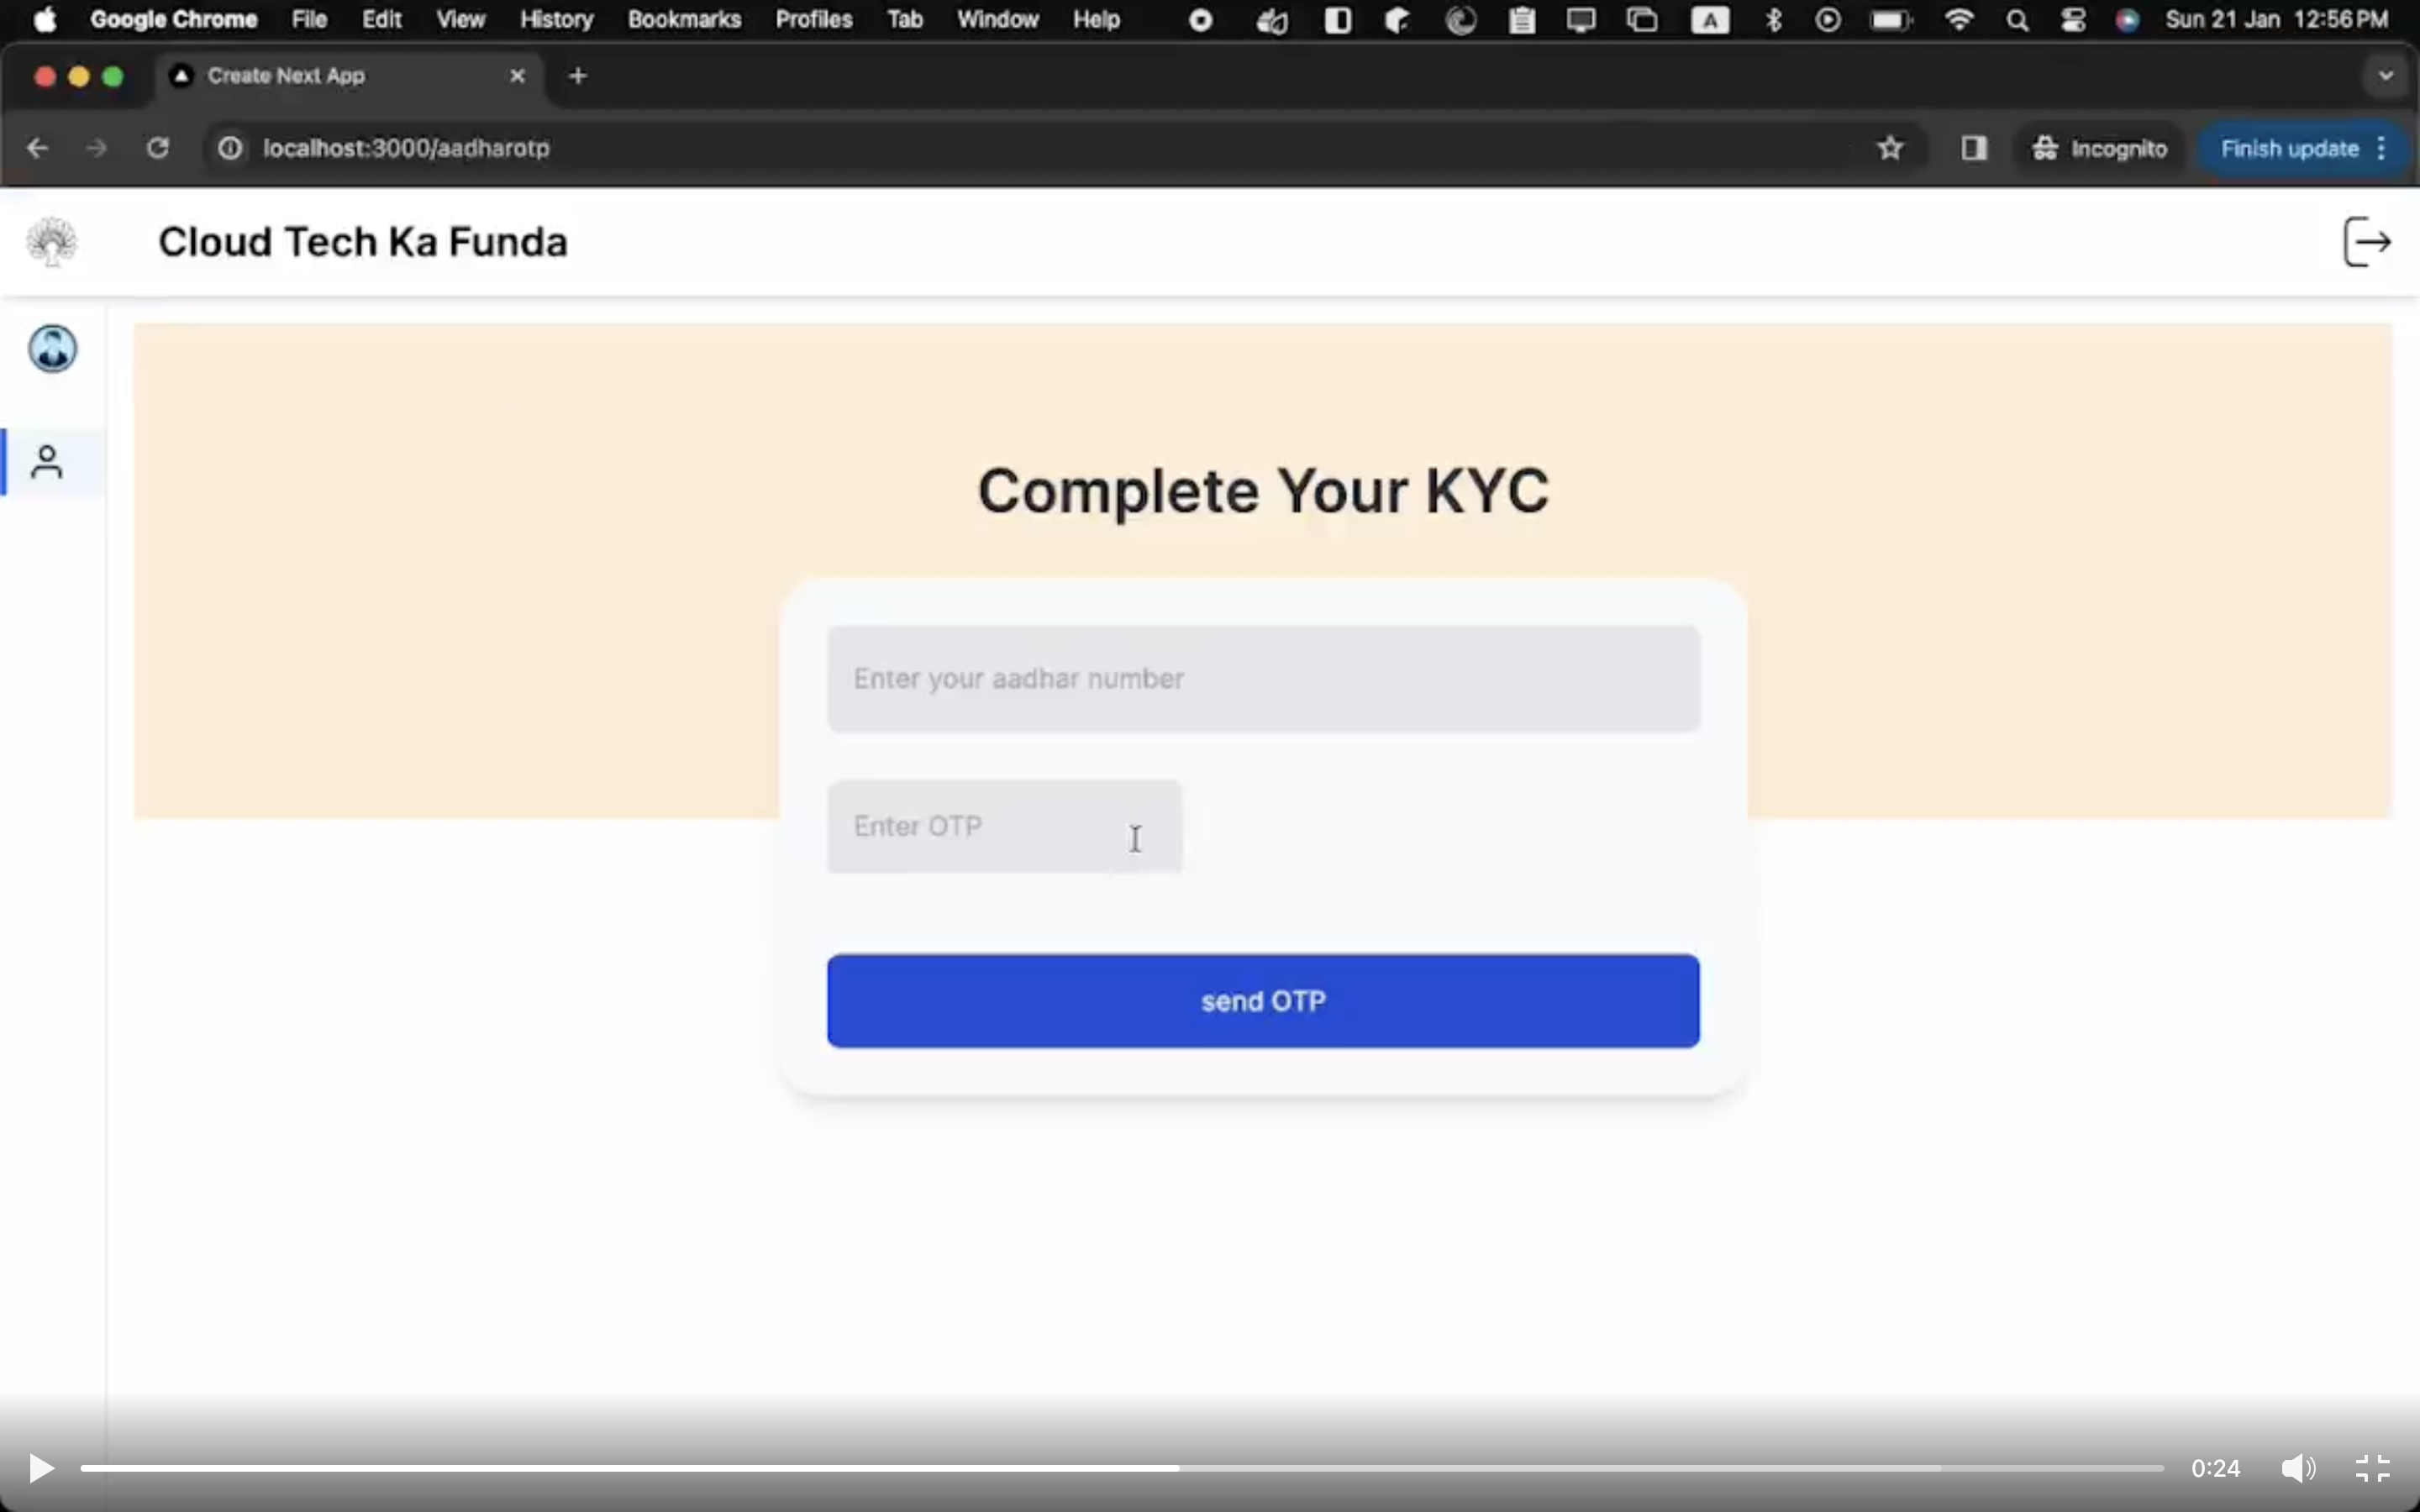 Google Chrome File Edit View History Bookmarks Profiles Tab Window Help A Sun 21 Jan 12:56 PM
Create Next App
localhost:3000/aadharotp Incognito Finish update
Cloud Tech Ka Funda
Complete Your KYC
Enter your aadhar number
Enter OTP
send OTP
0:24